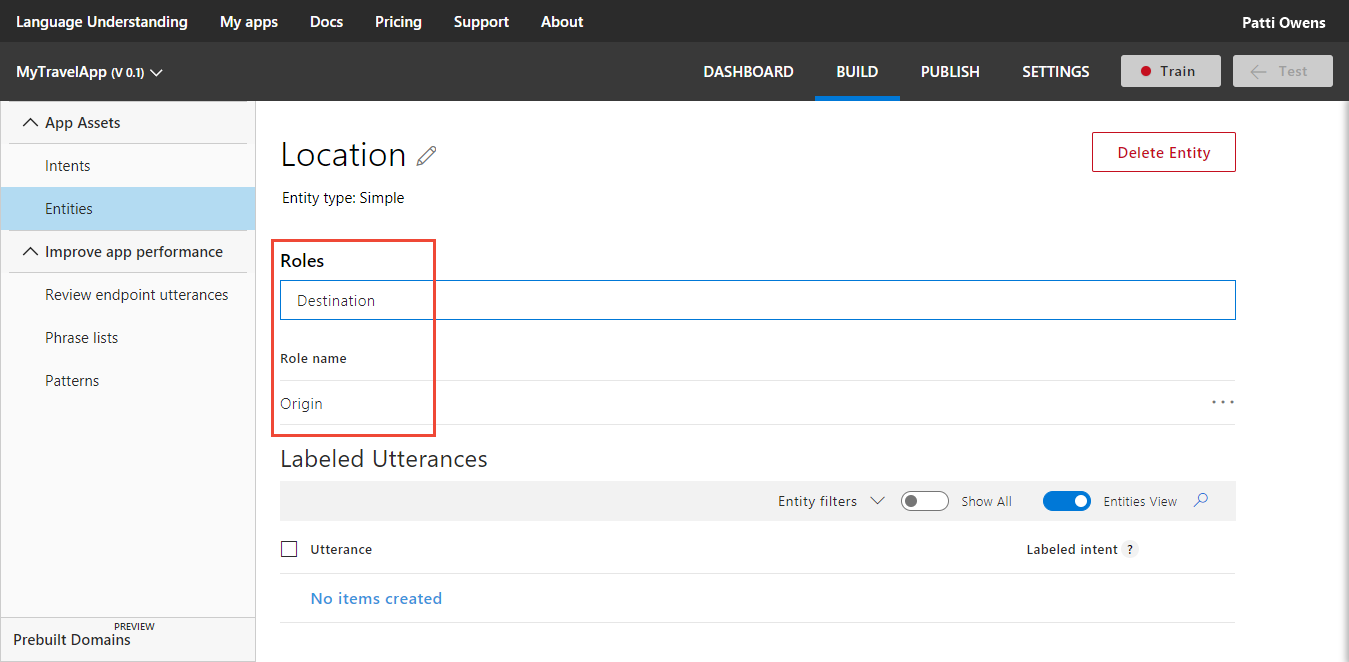 Language Understanding My apps Docs Pricing Support About Patti Owens
MyTravelApp (V 0.1) DASHBOARD BUILD PUBLISH SETTINGS Train Test
App Assets
Intents
Entities
Improve app performance
Review endpoint utterances
Phrase lists
Patterns
PREVIEW
Prebuilt Domains
Location
Delete Entity
Entity type: Simple
Roles
Destination
Role name
Origin
Labeled Utterances
Entity filters Show All Entities View
Utterance Labeled intent ?
No items created